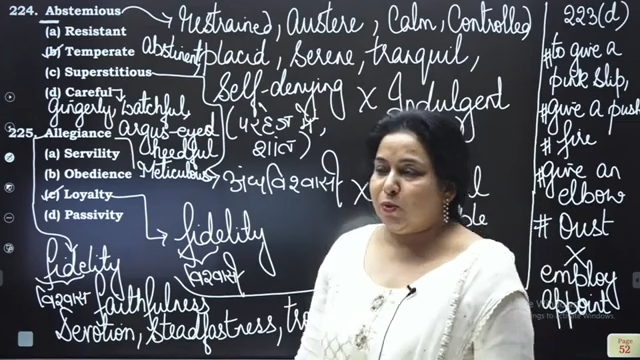 224. Abstemious
Restrained, Austere, Calm, Controlled
(a) Resistant
(b) Temperate
Abstinent, placid, Serene, tranquil,
(c) Superstitious
Self-denying × Indulgent
(d) Careful
gingerly, watchful,
argus-eyed
heedful
Meticulous
(परहेज में,
शांत)
अंधविश्वासी ×
225. Allegiance
(a) Servility
(b) Obedience
(c) Loyalty
(d) Passivity
fidelity
विश्वास
fidelity
faithfulness
Devotion, Steadfastness,
223(d)
#to give a
pink slip,
#give a push
# fire
#give an
elbow
# Oust
×
employ
appoint
Page
52